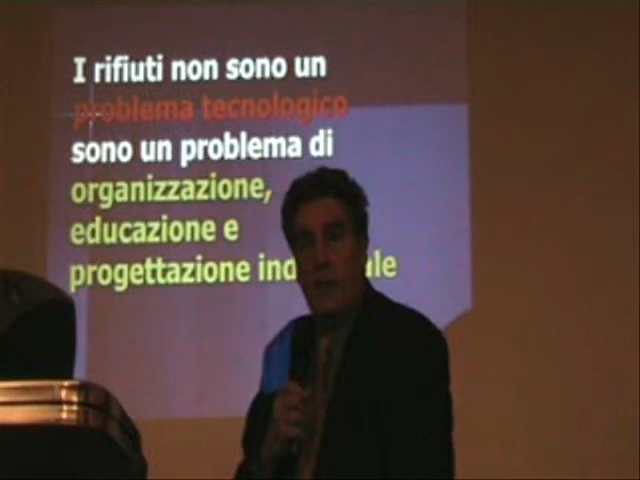 I rifiuti non sono un
problema tecnologico
sono un problema di
organizzazione,
educazione e
progettazione